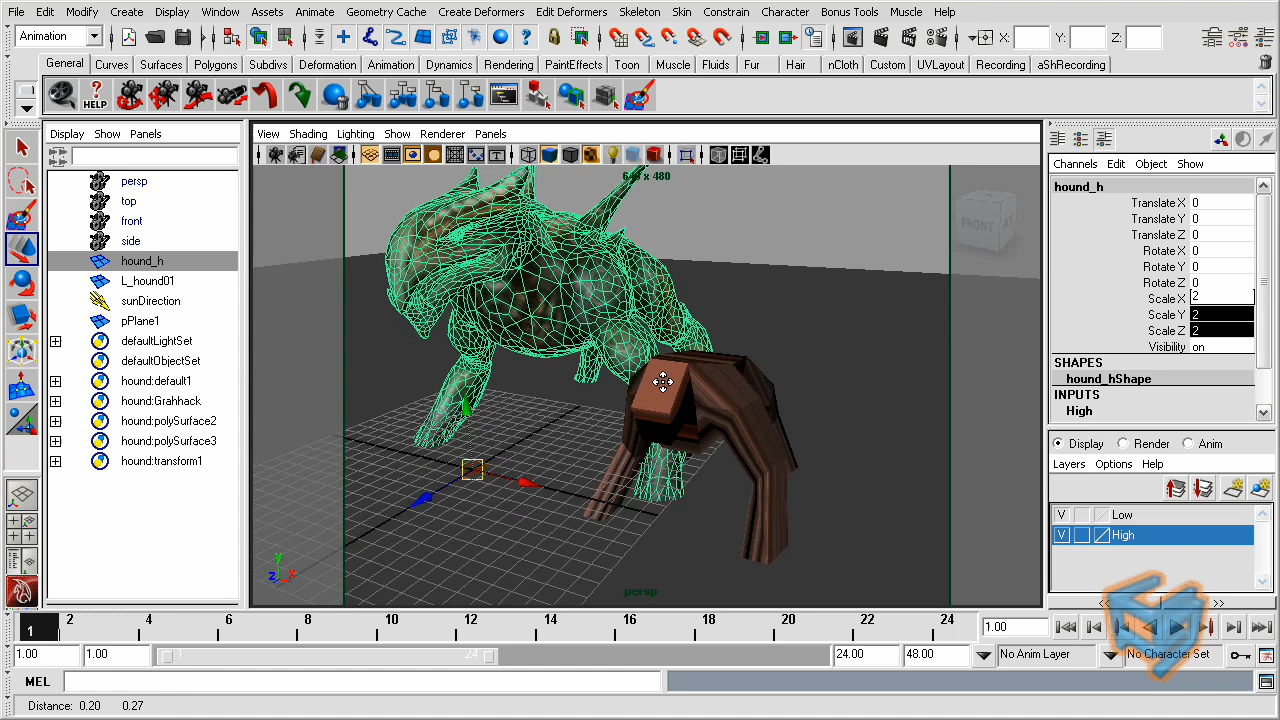 File Edit Modify Create Display Window Assets Animate Geometry Cache Create Deformers Edit Deformers Skeleton Skin Constrain Character Bonus Tools Muscle Help
Animation X: Y: Z:
General Curves Surfaces Polygons Subdivs Deformation Animation Dynamics Rendering PaintEffects Toon Muscle Fluids Fur Hair nCloth Custom UVLayout Recording aShRecording
HELP
Display Show Panels
View Shading Lighting Show Renderer Panels
persp
top
front
side
hound_h
L_hound01
sunDirection
pPlane1
defaultLightSet
defaultObjectSet
hound:default1
hound:Grahhack
hound:polySurface2
hound:polySurface3
hound:transform1
x 480
FRONT
y
z x
persp
Channels Edit Object Show
hound_h
Translate X 0
Translate Y 0
Translate Z 0
Rotate X 0
Rotate Y 0
Rotate Z 0
Scale X 2
Scale Y 2
Scale Z 2
Visibility on
SHAPES
hound_hShape
INPUTS
High
Display Render Anim
Layers Options Help
V Low
V High
1 2 4 6 8 10 12 14 16 18 20 22 24
1.00
1.00 1.00 24 24.00 48.00 No Anim Layer No Character Set
MEL
Distance: 0.20 0.27